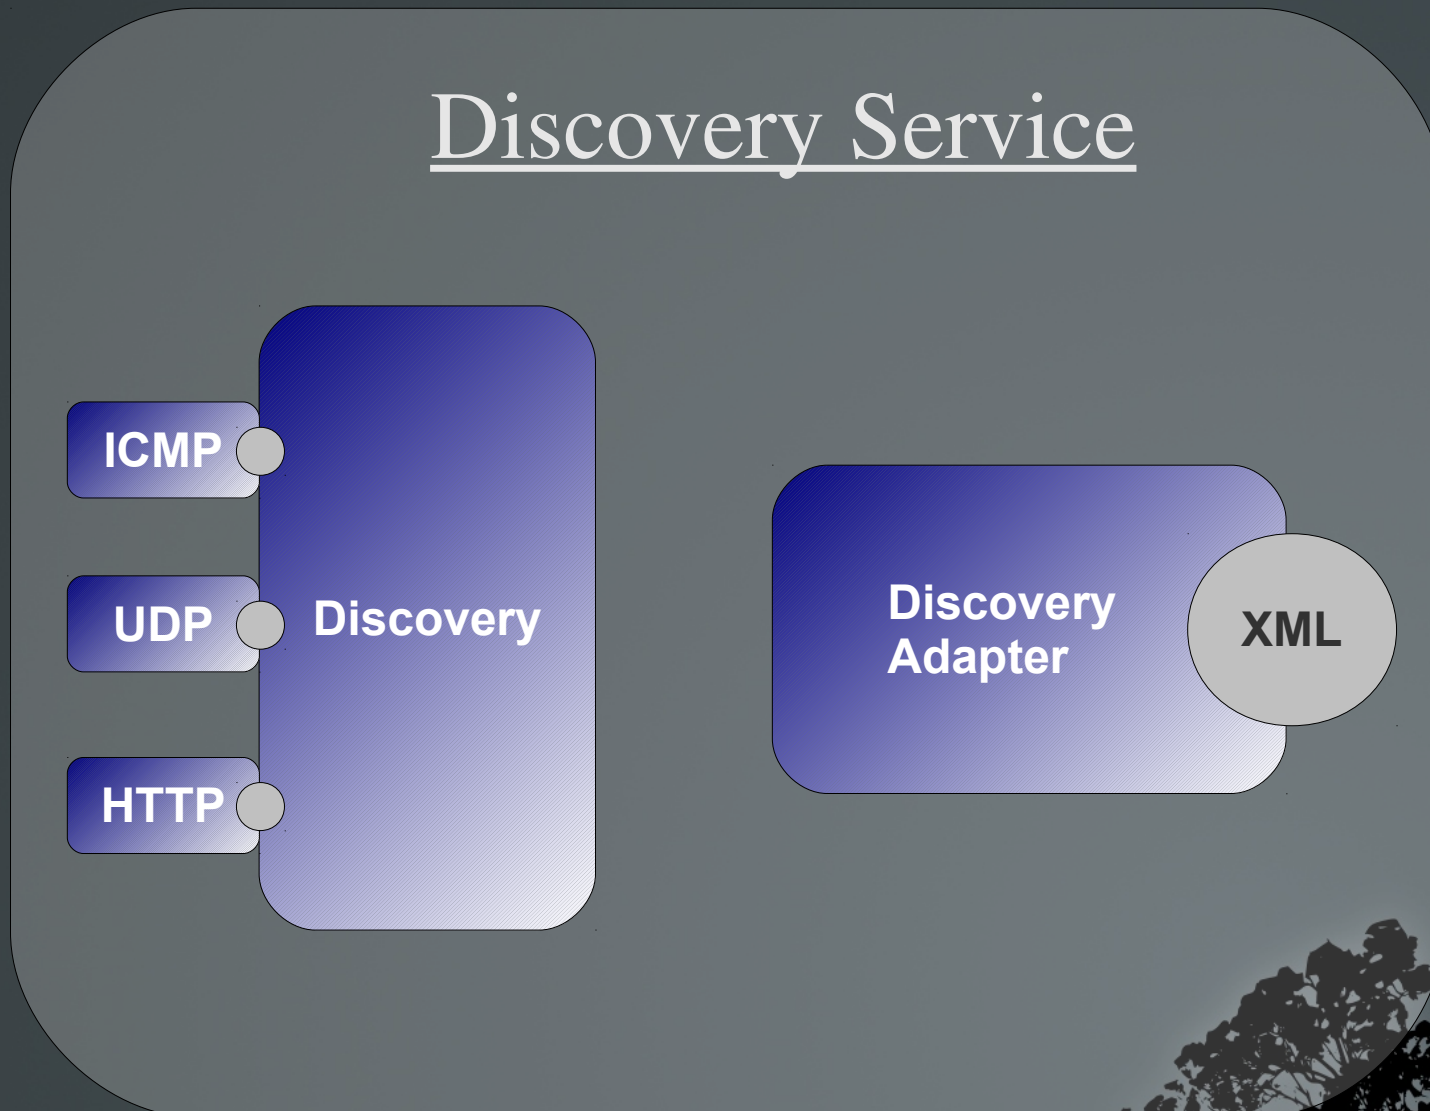 Discovery Service
ICMP
UDP
HTTP
Discovery
Discovery
Adapter
XML